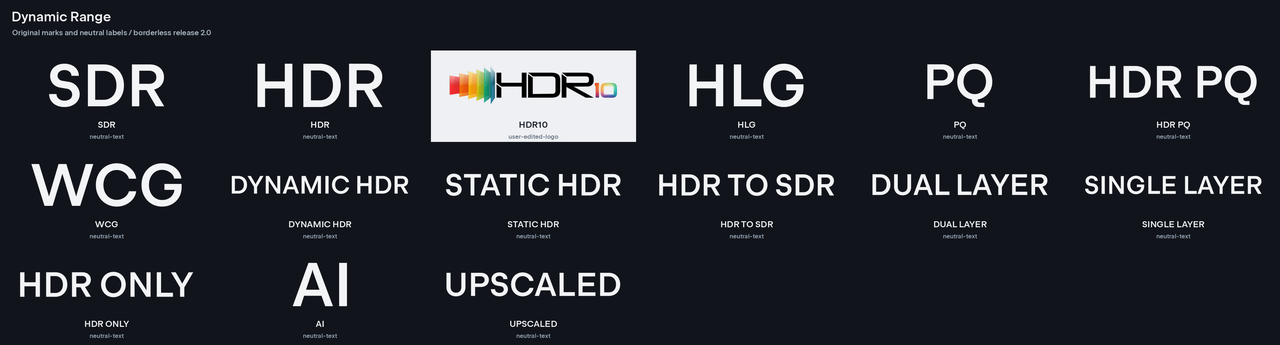 Dynamic Range
Original marks and neutral labels / borderless release 2.0
SDR HDR HDR10 HLG PQ HDR PQ
SDR HDR HDR10 HLG PQ HDR PQ
neutral-text neutral-text user-edited-logo neutral-text neutral-text neutral-text
WCG DYNAMIC HDR STATIC HDR HDR TO SDR DUAL LAYER SINGLE LAYER
WCG DYNAMIC HDR STATIC HDR HDR TO SDR DUAL LAYER SINGLE LAYER
neutral-text neutral-text neutral-text neutral-text neutral-text neutral-text
HDR ONLY AI UPSCALED
HDR ONLY AI UPSCALED
neutral-text neutral-text neutral-text